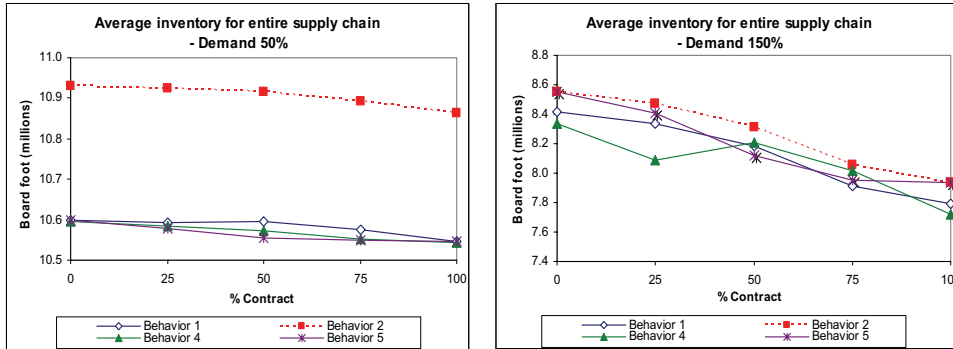 Average inventory for entire supply chain
- Demand 50%
Board foot (millions)
11.0
10.9
10.8
10.7
10.6
10.5
0 25 50 75 100
% Contract
Behavior 1 Behavior 2
Behavior 4 Behavior 5
Average inventory for entire supply chain
- Demand 150%
Board foot (millions)
8.8
8.6
8.4
8.2
8.0
7.8
7.6
7.4
0 25 50 75 100
% Contract
Behavior 1 Behavior 2
Behavior 4 Behavior 5